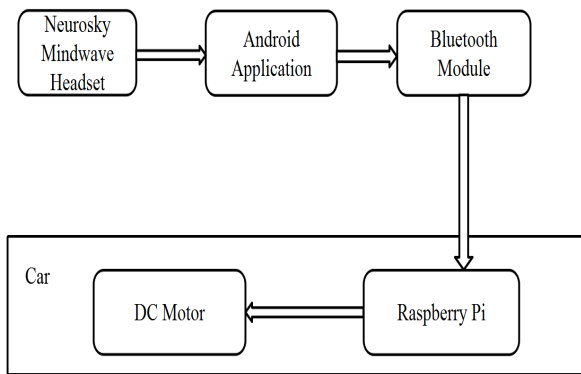 Neurosky
Mindwave
Headset
Android
Application
Bluetooth
Module
Car
DC Motor
Raspberry Pi